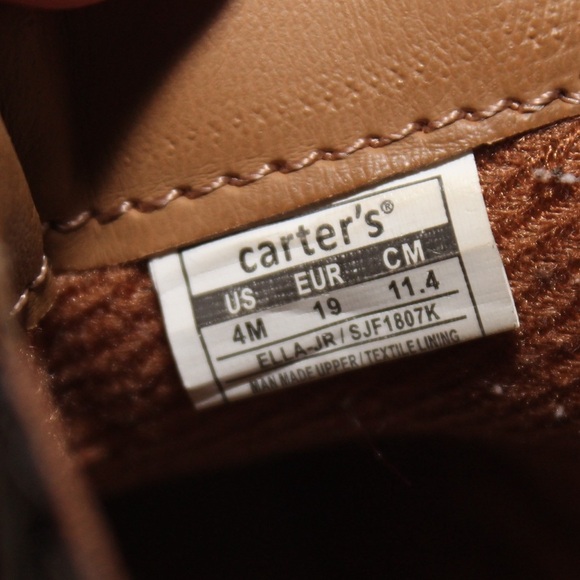 carter's®
US EUR CM
4M 19 11.4
ELLA-JR / SJF1807K
MAN MADE UPPER / TEXTILE LINING